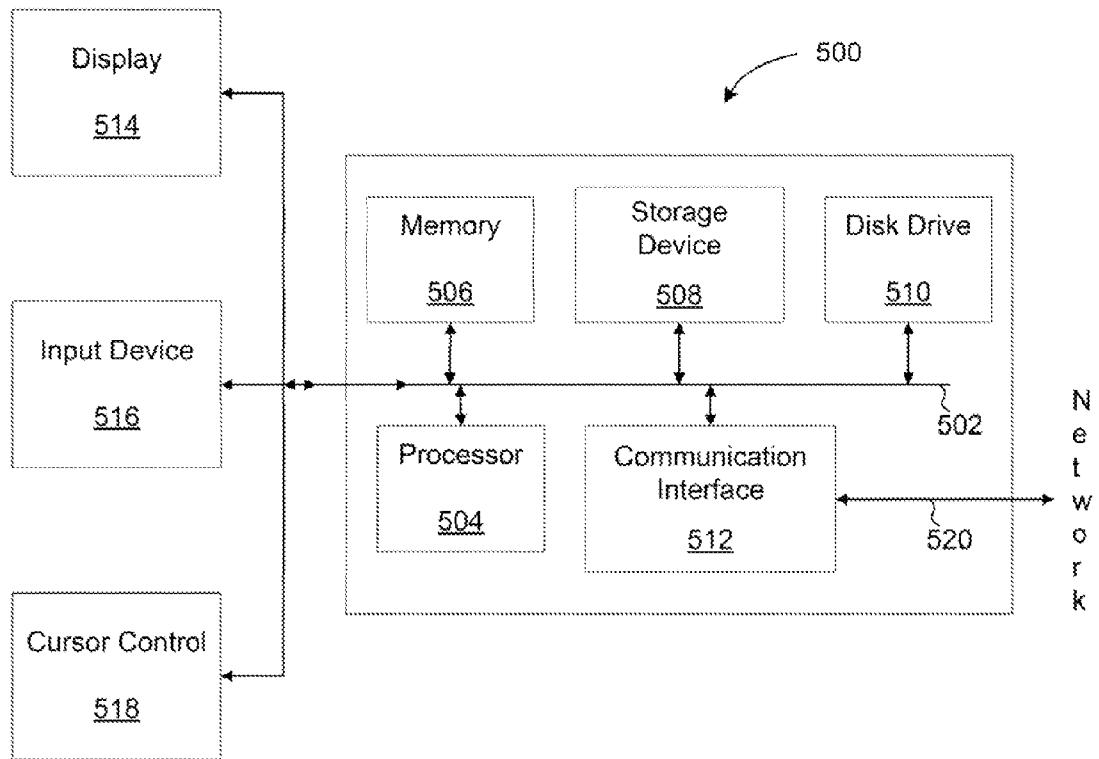 Display
514
500
Memory
506
Storage
Device
508
Disk Drive
510
Input Device
516
502
Processor
504
Communication
Interface
512
520
Network
Cursor Control
518